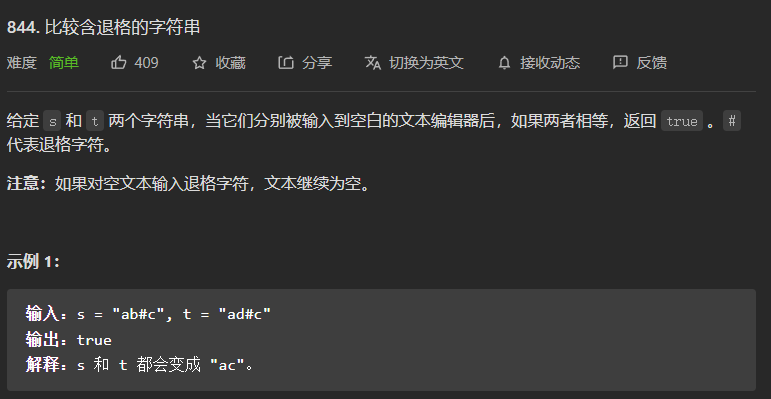 844. 比较含退格的字符串
难度 简单 409 收藏 分享 切换为英文 接收动态 反馈
给定 s 和 t 两个字符串，当它们分别被输入到空白的文本编辑器后，如果两者相等，返回 true 。#
代表退格字符。
注意：如果对空文本输入退格字符，文本继续为空。
示例 1：
输入：s = "ab#c", t = "ad#c"
输出：true
解释：s 和 t 都会变成 "ac"。